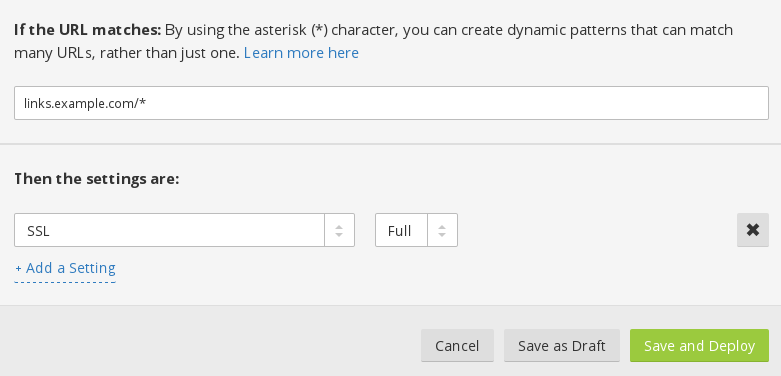 If the URL matches: By using the asterisk (*) character, you can create dynamic patterns that can match
many URLs, rather than just one. Learn more here
links.example.com/*
Then the settings are:
SSL Full ✖
+ Add a Setting
Cancel Save as Draft Save and Deploy